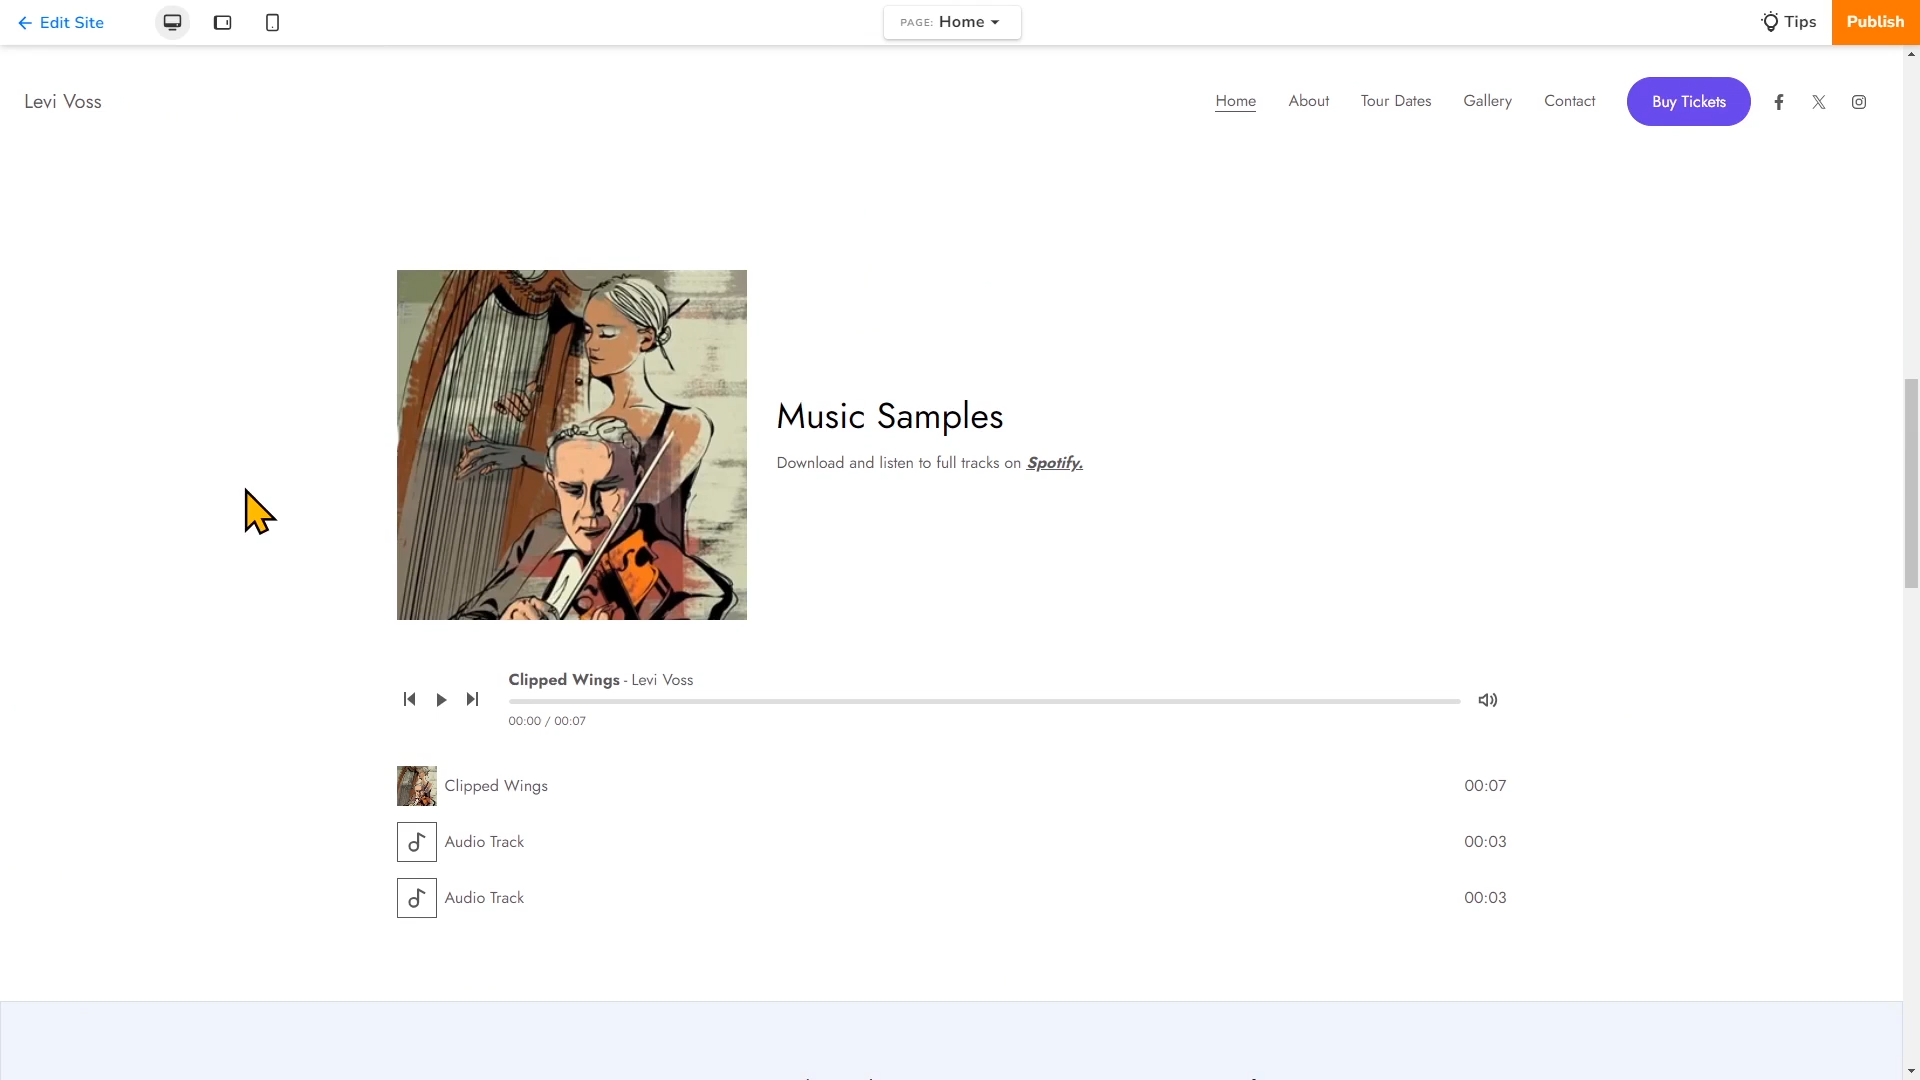 Edit Site
PAGE: Home
Tips
Publish
Levi Voss
Home
About
Tour Dates
Gallery
Contact
Buy Tickets
Music Samples
Download and listen to full tracks on Spotify.
Clipped Wings - Levi Voss
00:00 / 00:07
Clipped Wings 00:07
Audio Track 00:03
Audio Track 00:03